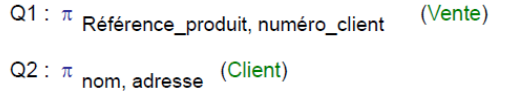 Q1 : π Référence_produit, numéro_client (Vente)
Q2 : π nom, adresse (Client)